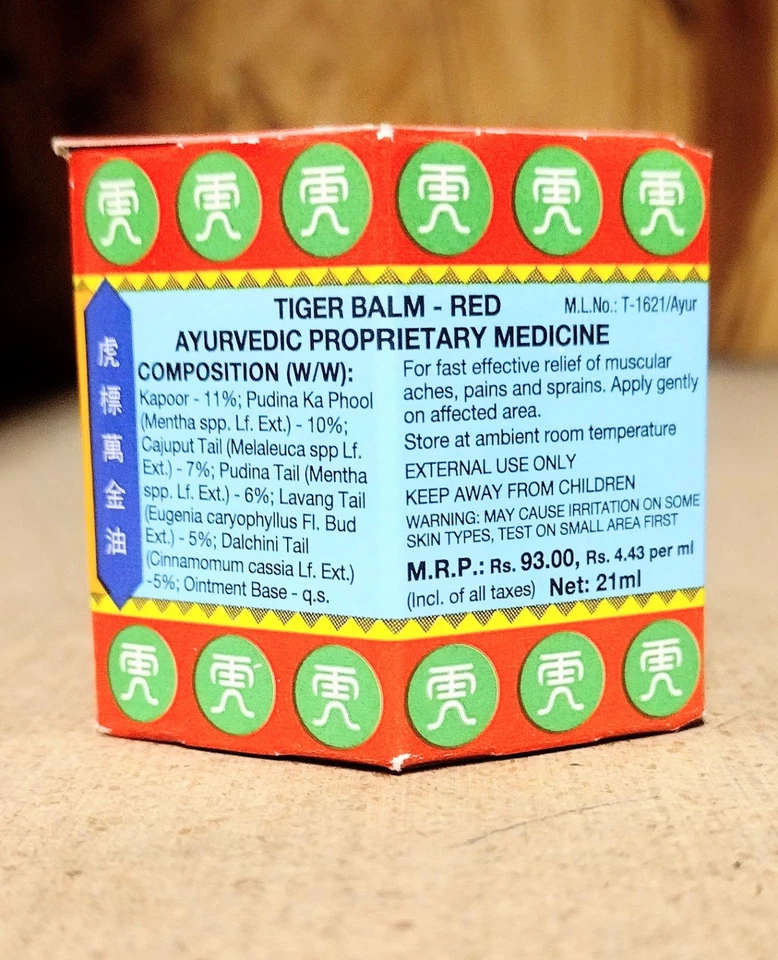 TIGER BALM - RED
M.L.No.: T-1621/Ayur
AYURVEDIC PROPRIETARY MEDICINE
虎標萬金油
COMPOSITION (W/W):
Kapoor - 11%; Pudina Ka Phool
(Mentha spp. Lf. Ext.) - 10%;
Cajuput Tail (Melaleuca spp Lf.
Ext.) - 7%; Pudina Tail (Mentha
spp. Lf. Ext.) - 6%; Lavang Tail
(Eugenia caryophyllus Fl. Bud
Ext.) - 5%; Dalchini Tail
(Cinnamomum cassia Lf. Ext.)
-5%; Ointment Base - q.s.
For fast effective relief of muscular
aches, pains and sprains. Apply gently
on affected area.
Store at ambient room temperature
EXTERNAL USE ONLY
KEEP AWAY FROM CHILDREN
WARNING: MAY CAUSE IRRITATION ON SOME
SKIN TYPES, TEST ON SMALL AREA FIRST
M.R.P.: Rs. 93.00, Rs. 4.43 per ml
(Incl. of all taxes) Net: 21ml